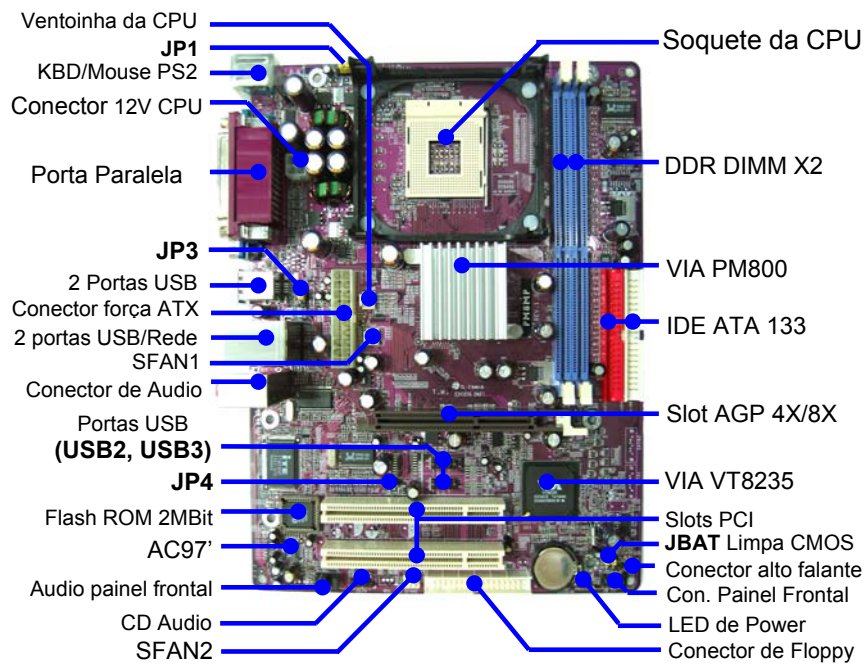 Ventoinha da CPU
JP1
KBD/Mouse PS2
Conector 12V CPU
Porta Paralela
JP3
2 Portas USB
Conector força ATX
2 portas USB/Rede
SFAN1
Conector de Audio
Portas USB
(USB2, USB3)
JP4
Flash ROM 2MBit
AC97'
Audio painel frontal
CD Audio
SFAN2
Soquete da CPU
DDR DIMM X2
VIA PM800
IDE ATA 133
Slot AGP 4X/8X
VIA VT8235
Slots PCI
JBAT Limpa CMOS
Conector alto falante
Con. Painel Frontal
LED de Power
Conector de Floppy